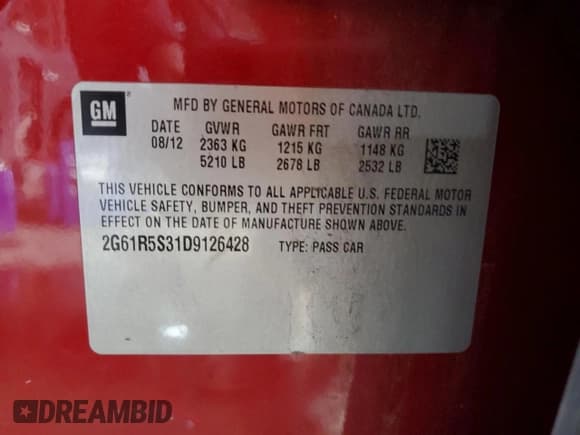 GM ®
MFD BY GENERAL MOTORS OF CANADA LTD.
DATE GVWR GAWR FRT GAWR RR
08/12 2363 KG 1215 KG 1148 KG
5210 LB 2678 LB 2532 LB
THIS VEHICLE CONFORMS TO ALL APPLICABLE U.S. FEDERAL MOTOR
VEHICLE SAFETY, BUMPER, AND THEFT PREVENTION STANDARDS IN
EFFECT ON THE DATE OF MANUFACTURE SHOWN ABOVE.
2G61R5S31D9126428 TYPE: PASS CAR
DREAMBID